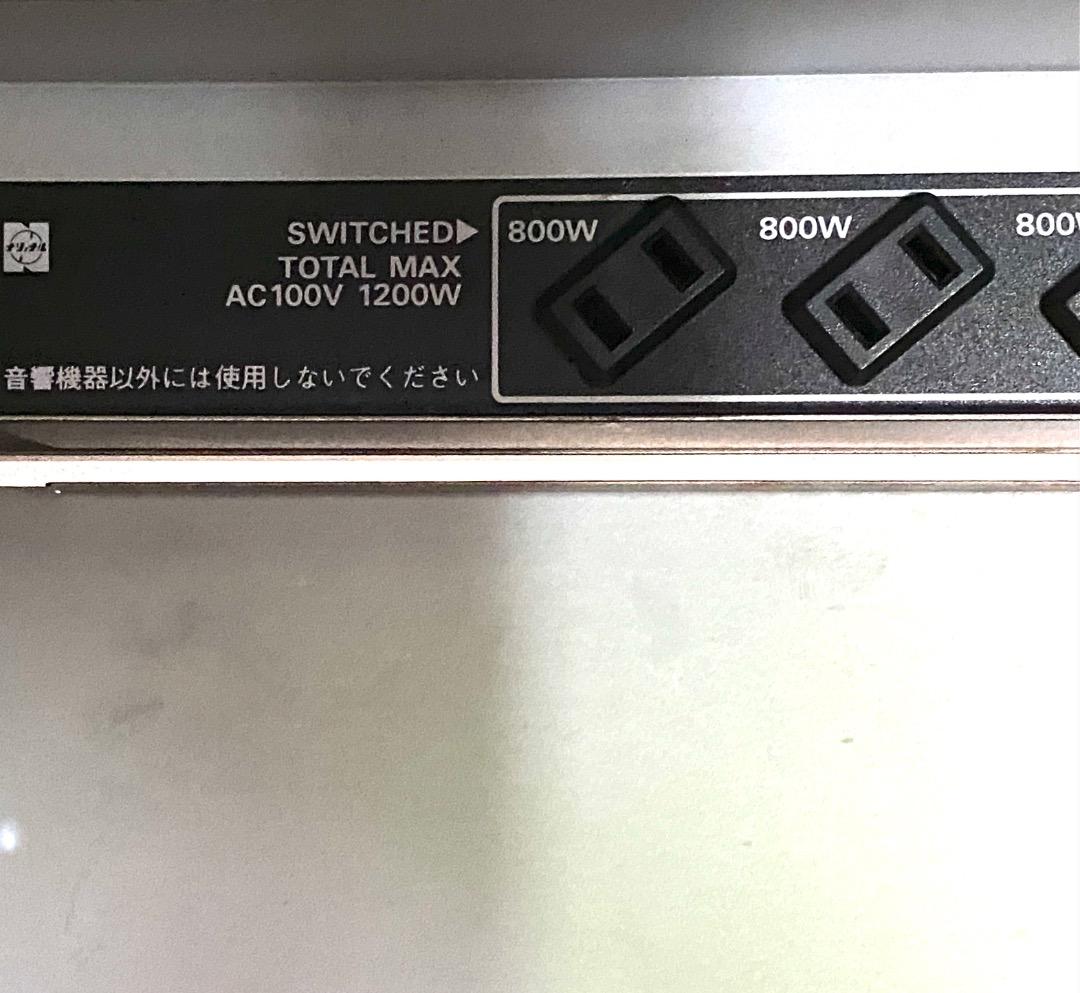 SWITCHED▶
TOTAL MAX
AC100V 1200W
音響機器以外には使用しないでください
800W
800W
800